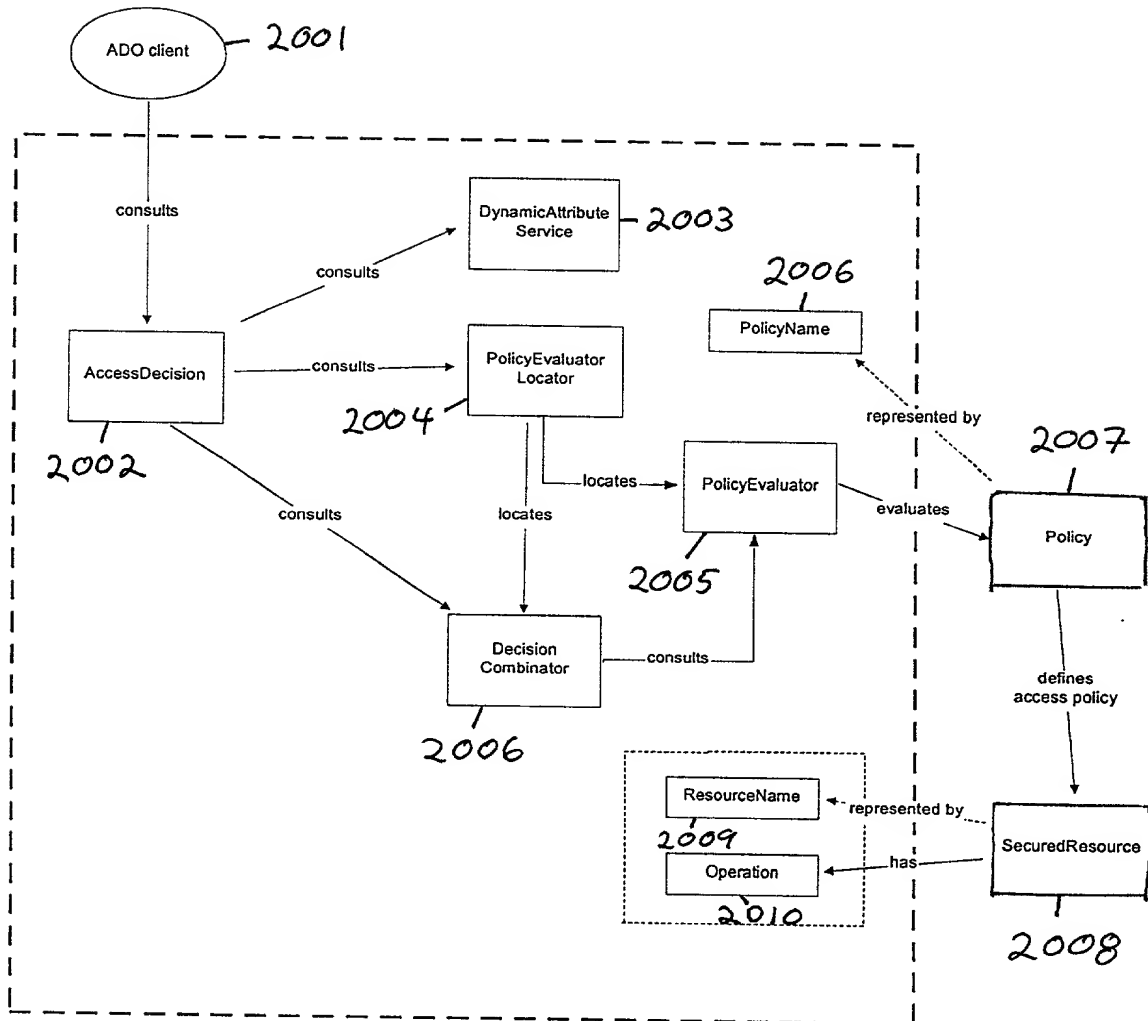 ADO client
2001
consults
DynamicAttribute
Service
2003
consults
2006
PolicyName
AccessDecision
consults
PolicyEvaluator
Locator
2004
2002
represented by
2007
locates
PolicyEvaluator
evaluates
Policy
consults
locates
2005
Decision
Combinator
consults
2006
defines
access policy
ResourceName
2009
represented by
SecuredResource
Operation
has
2010
2008